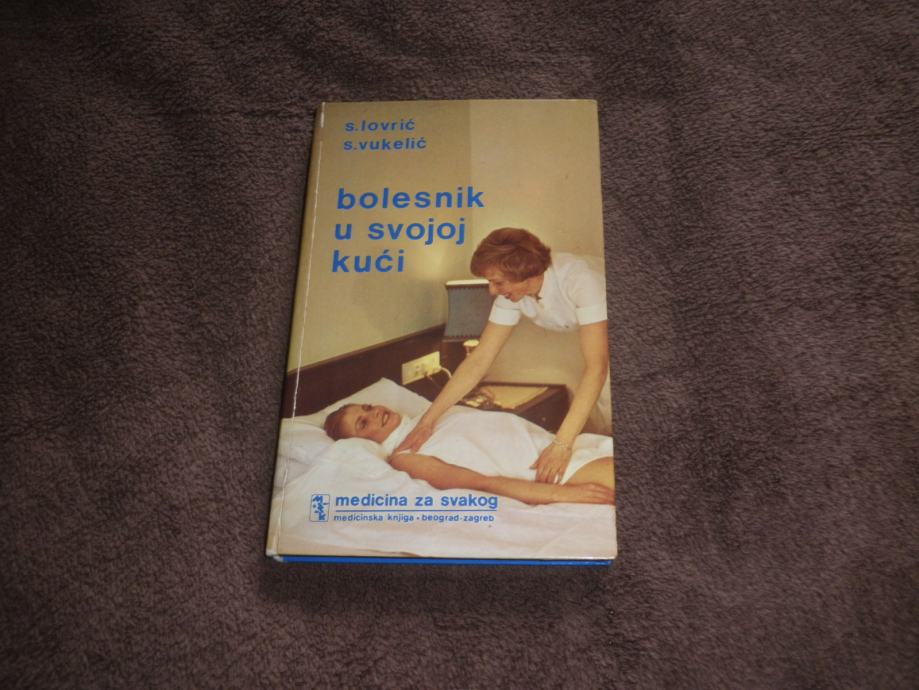 s.lovrić
s.vukelić
bolesnik
u svojoj
kući
medicina za svakog
medicinska knjiga • beograd-zagreb